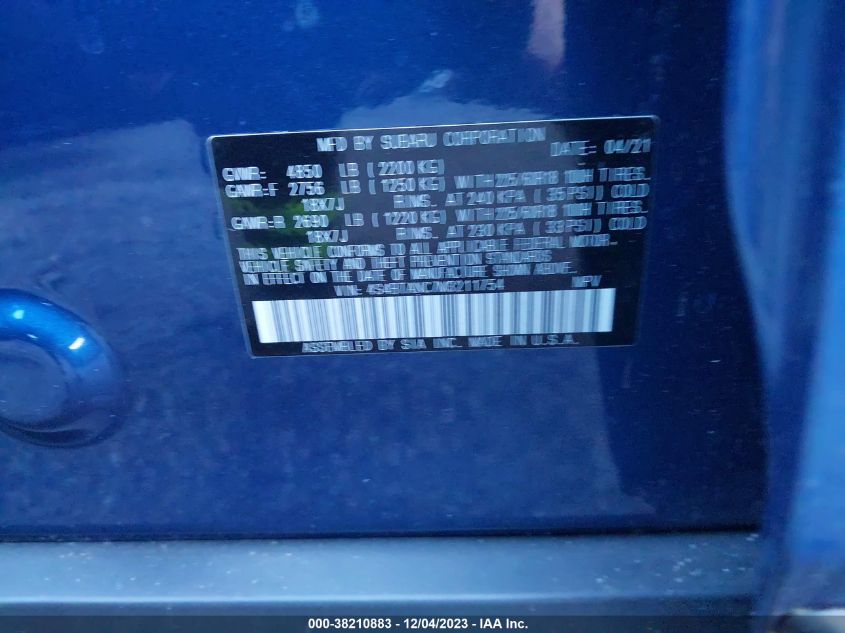 MFD BY SUBARU CORPORATION DATE: 04/21
GVWR: 4850 LB ( 2200 KG)
GAWR:F 2756 LB ( 1250 KG) WITH 225/60R18 100H TIRES.
18X7J RIMS. AT 240 KPA ( 35 PSI ) COLD
GAWR:R 2690 LB ( 1220 KG) WITH 225/60R18 100H TIRES.
18X7J RIMS. AT 230 KPA ( 33 PSI ) COLD
THIS VEHICLE CONFORMS TO ALL APPLICABLE FEDERAL MOTOR
VEHICLE SAFETY AND THEFT PREVENTION STANDARDS
IN EFFECT ON THE DATE OF MANUFACTURE SHOWN ABOVE.
VIN: MPV
ASSEMBLED BY SIA INC. MADE IN U.S.A.
000-38210883 - 12/04/2023 - IAA Inc.